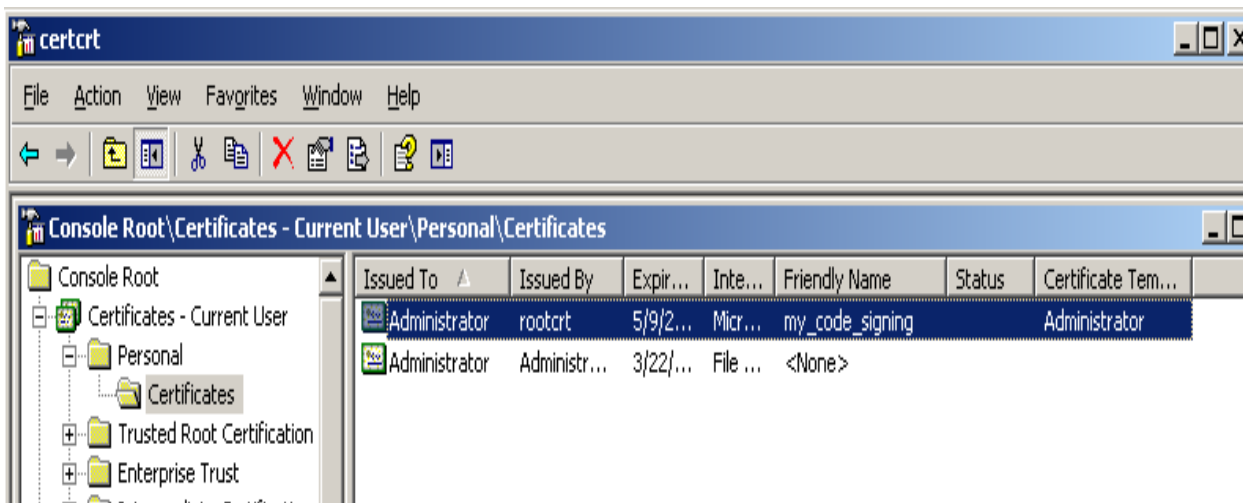 certcrt
File Action View Favorites Window Help
Console Root\Certificates - Current User\Personal\Certificates
Console Root
Certificates - Current User
Personal
Certificates
Trusted Root Certification
Enterprise Trust
Issued To Issued By Expir... Inte... Friendly Name Status Certificate Tem...
Administrator rootcrt 5/9/2... Micr... my_code_signing Administrator
Administrator Administr... 3/22/... File ... <None>